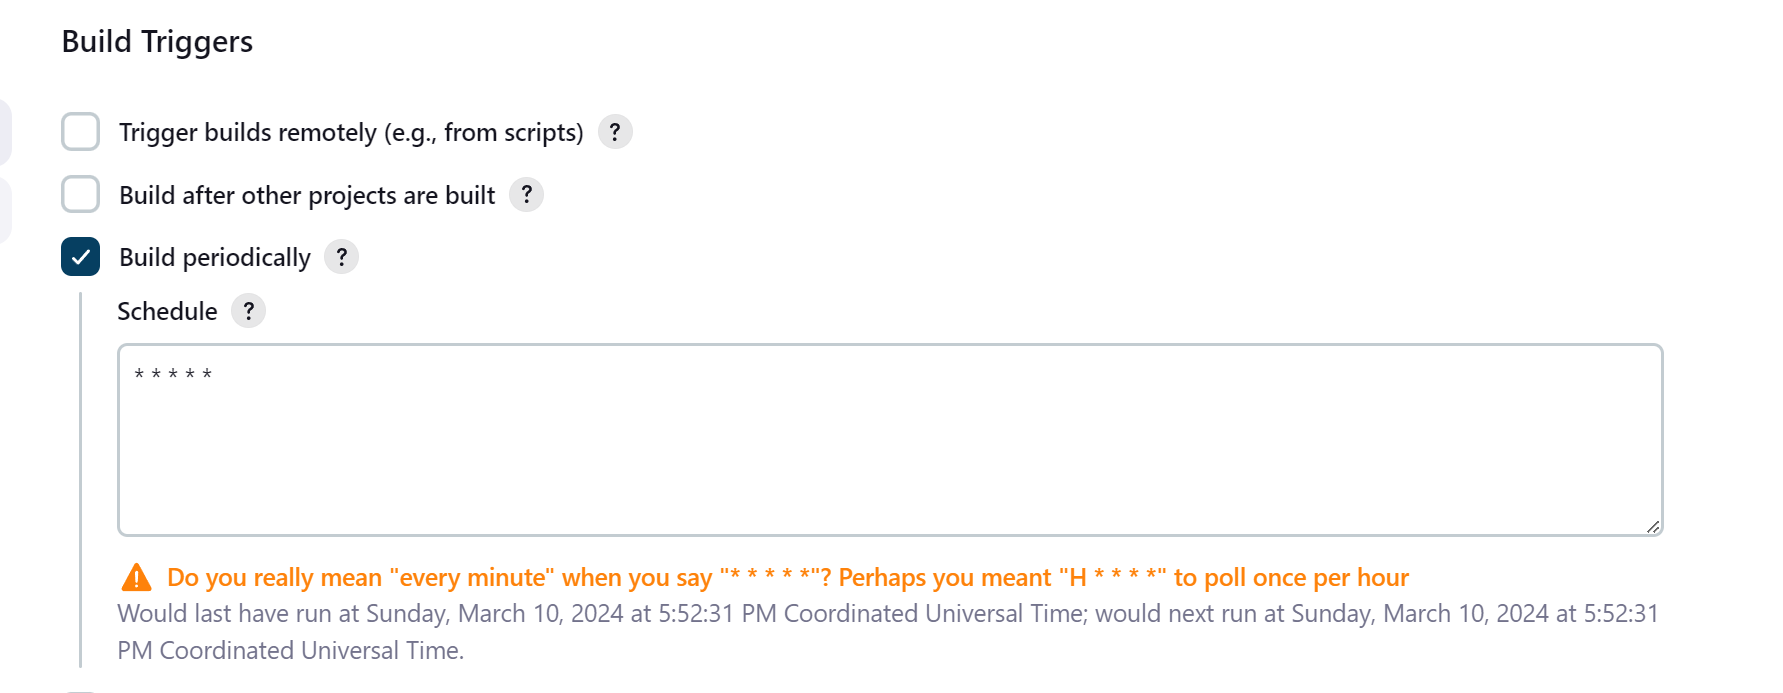 Build Triggers
Trigger builds remotely (e.g., from scripts) ?
Build after other projects are built ?
Build periodically ?
Schedule ?
* * * * *
Do you really mean "every minute" when you say "* * * * *"? Perhaps you meant "H * * * *" to poll once per hour
Would last have run at Sunday, March 10, 2024 at 5:52:31 PM Coordinated Universal Time; would next run at Sunday, March 10, 2024 at 5:52:31
PM Coordinated Universal Time.